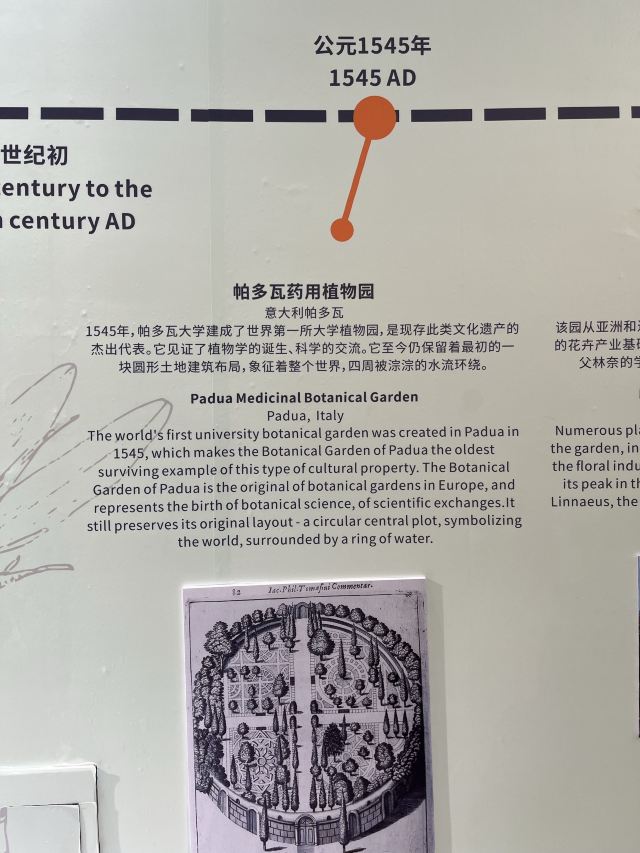 公元1545年
1545 AD
世纪初
century to the
century AD
帕多瓦药用植物园
意大利帕多瓦
1545年，帕多瓦大学建成了世界第一所大学植物园，是现存此类文化遗产的
杰出代表。它见证了植物学的诞生、科学的交流。它至今仍保留着最初的一
块圆形土地建筑布局，象征着整个世界，四周被淙淙的水流环绕。
Padua Medicinal Botanical Garden
Padua, Italy
The world's first university botanical garden was created in Padua in
1545, which makes the Botanical Garden of Padua the oldest
surviving example of this type of cultural property. The Botanical
Garden of Padua is the original of botanical gardens in Europe, and
represents the birth of botanical science, of scientific exchanges.It
still preserves its original layout - a circular central plot, symbolizing
the world, surrounded by a ring of water.
该园从亚洲和
的花卉产业基
父林奈的
Numerous
the garden, in
the floral
its peak in
Linnaeus, the
Iac. Phil. Tomasini Commentar.